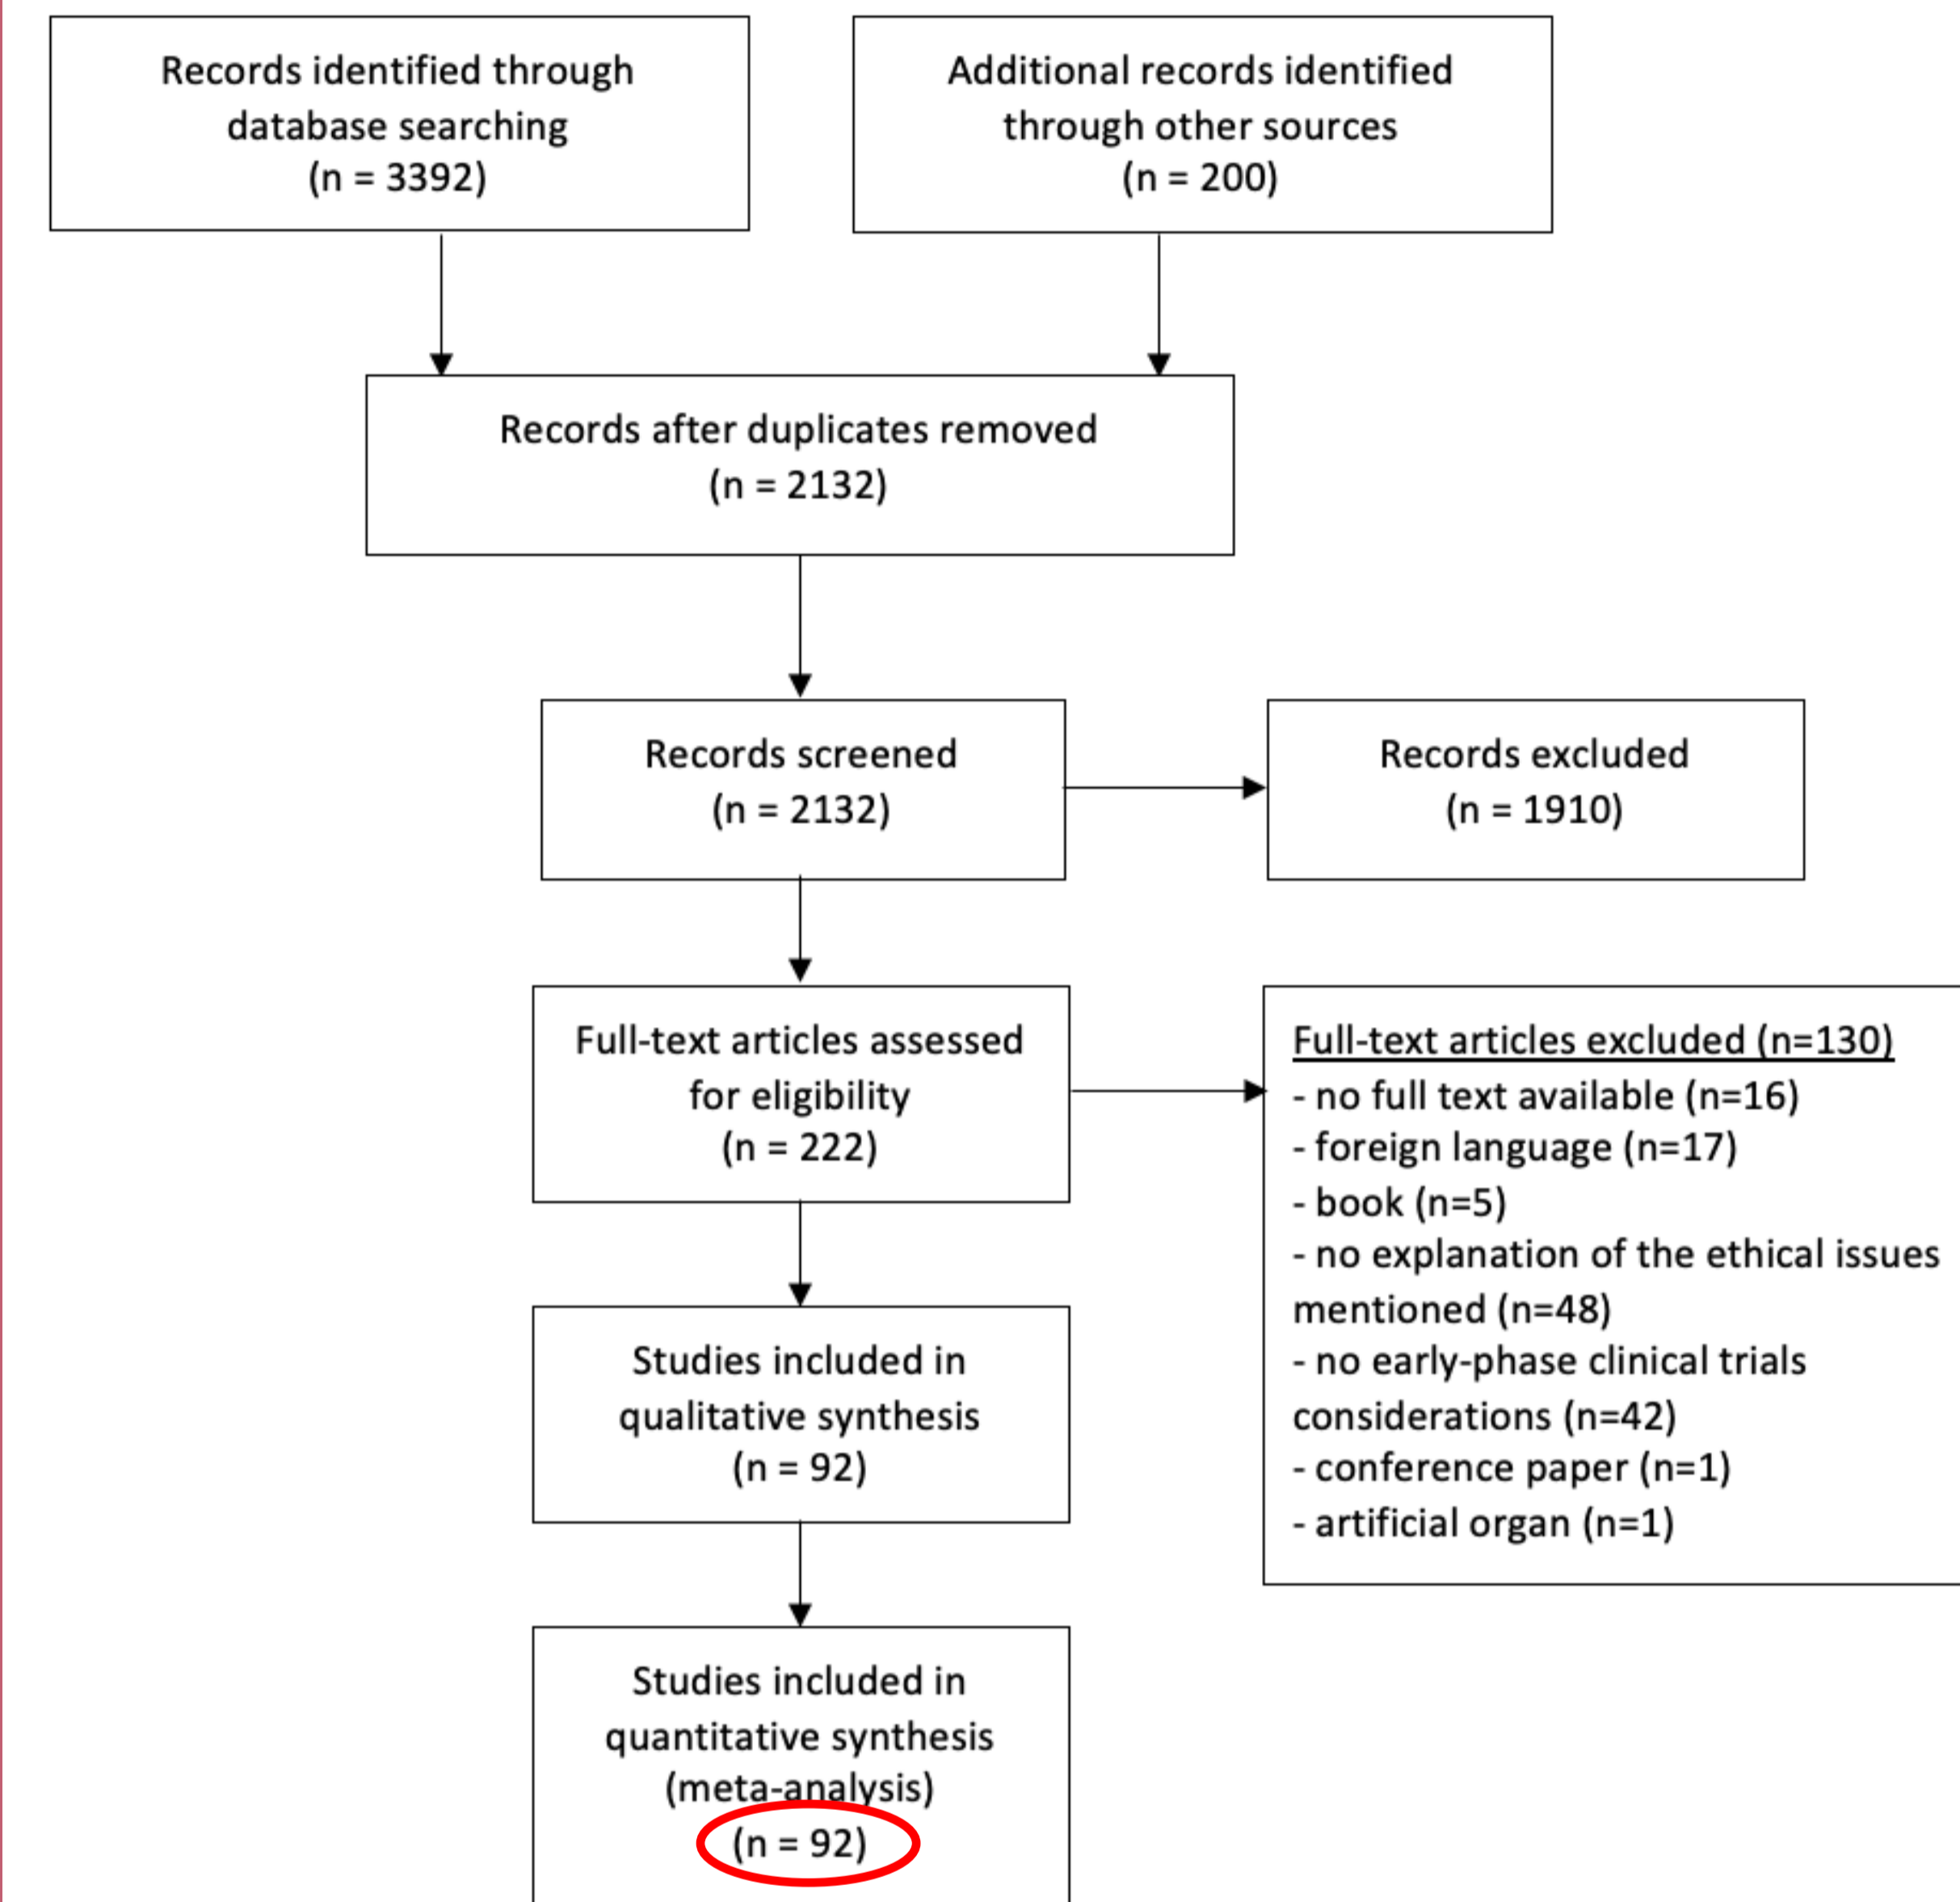 Records identified through
database searching
(n = 3392)
Additional records identified
through other sources
(n = 200)
Records after duplicates removed
(n = 2132)
Records screened
(n = 2132)
Records excluded
(n = 1910)
Full-text articles assessed
for eligibility
(n = 222)
Full-text articles excluded (n=130)
- no full text available (n=16)
- foreign language (n=17)
- book (n=5)
- no explanation of the ethical issues
mentioned (n=48)
- no early-phase clinical trials
considerations (n=42)
- conference paper (n=1)
- artificial organ (n=1)
Studies included in
qualitative synthesis
(n = 92)
Studies included in
quantitative synthesis
(meta-analysis)
(n = 92)